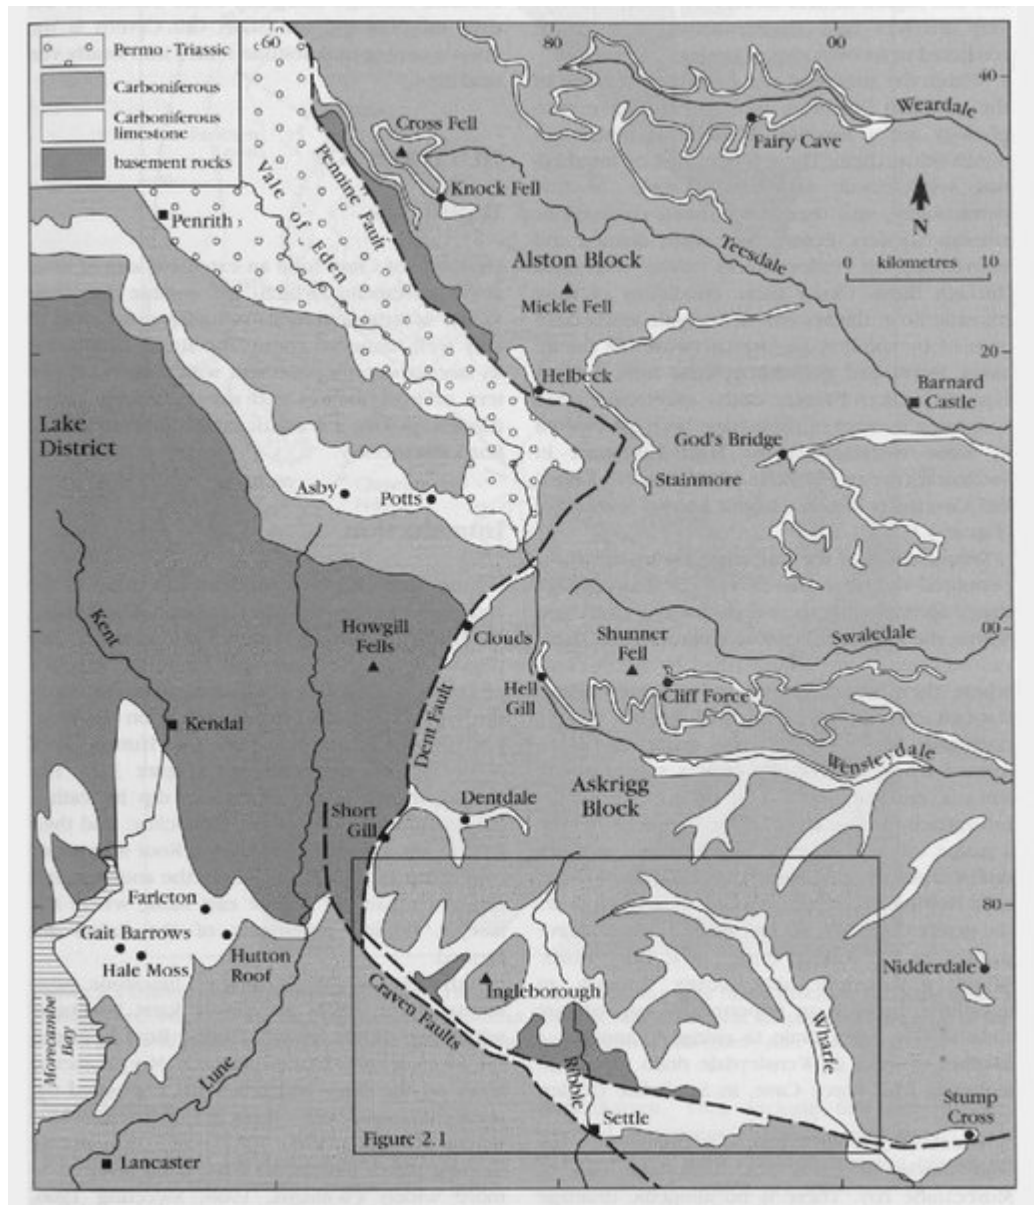 Permo - Triassic
Carboniferous
Carboniferous
limestone
basement rocks
60
80
00
40
Weardale
Cross Fell
Fairy Cave
Pennine Fault
Vale of Eden
Knock Fell
N
Penrith
Teesdale
Alston Block
0 kilometres 10
Mickle Fell
20
Helbeck
Barnard
Castle
Lake
District
God's Bridge
Stainmore
Asby
Potts
Kent
Howgill
Fells
Clouds
Shunner
Fell
Swaledale
00
Hell
Gill
Cliff Force
Kendal
Dent Fault
Wensleydale
Askrigg
Block
Short
Gill
Dentdale
Farleton
80
Gait Barrows
Hale Moss
Hutton
Roof
Nidderdale
Ingleborough
Craven Faults
Morecambe
Bay
Lune
Ribble
Wharfe
Settle
Stump
Cross
Figure 2.1
Lancaster